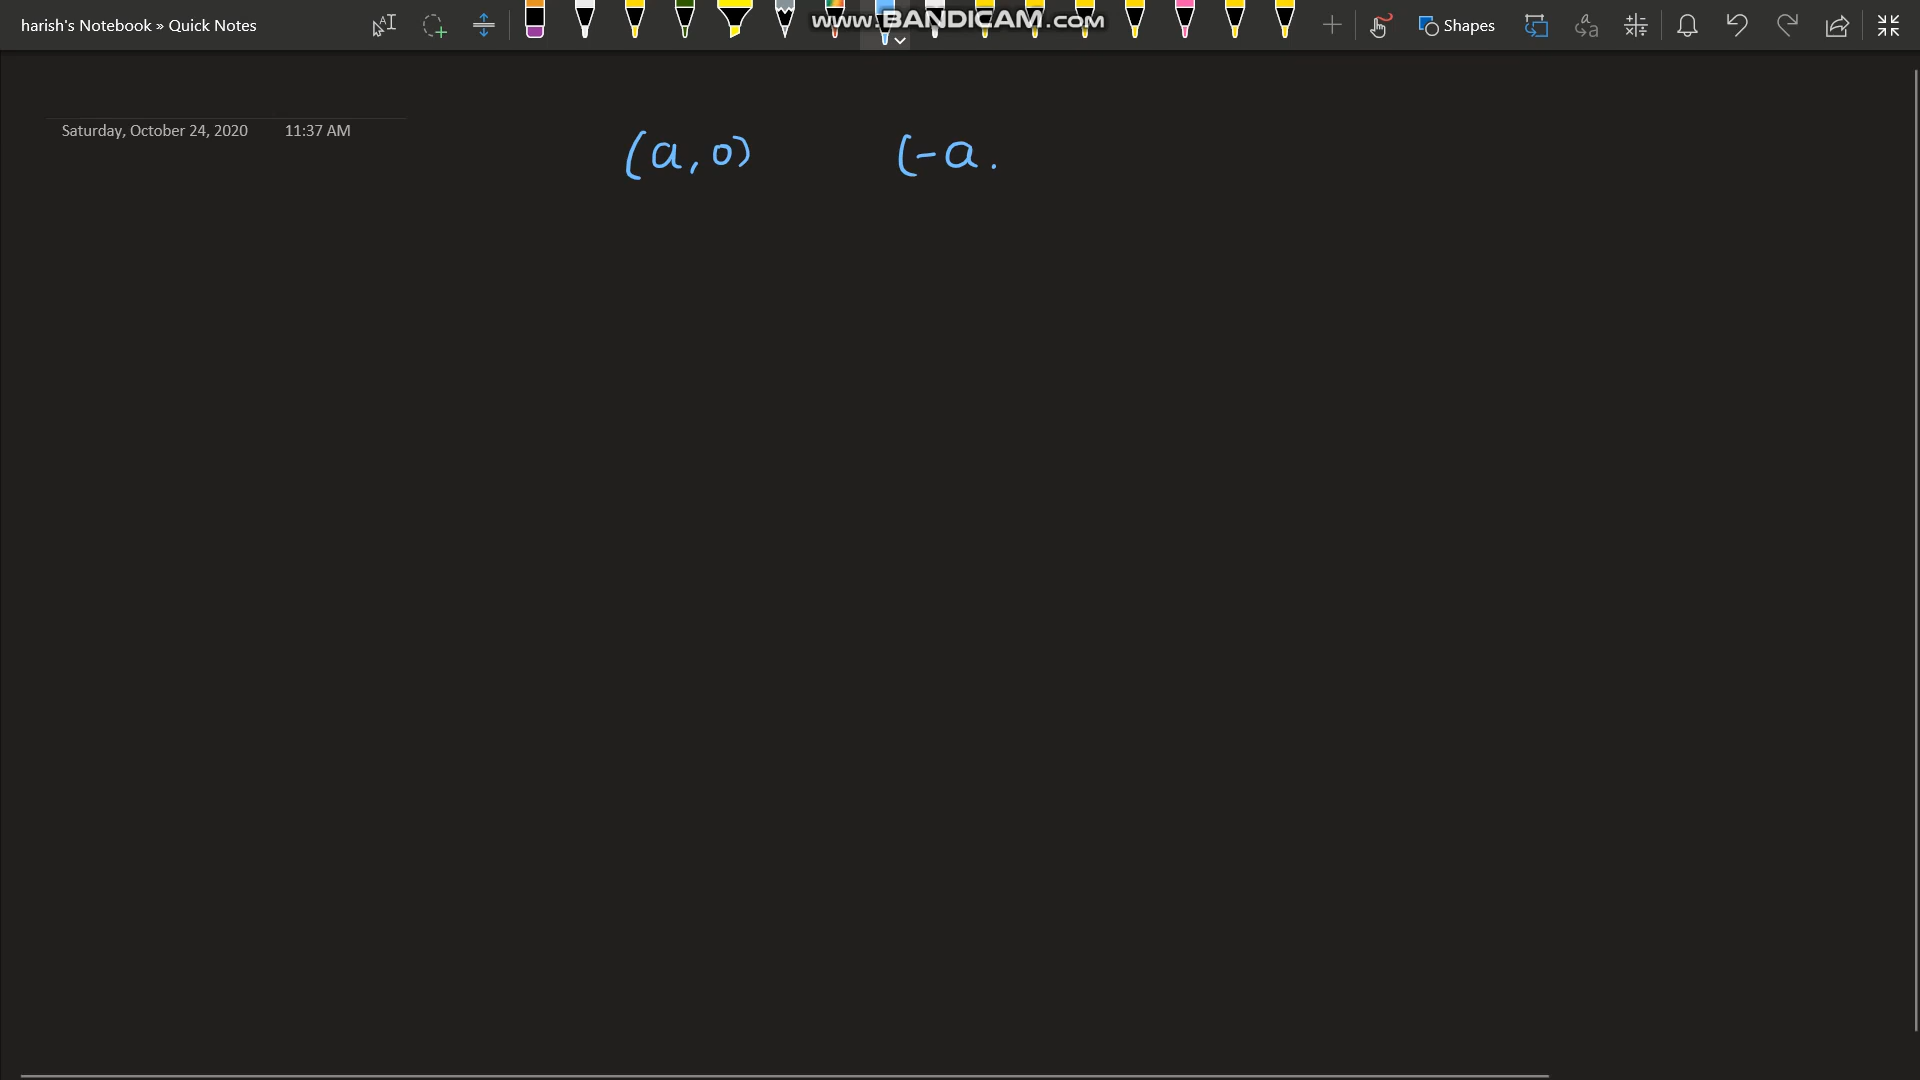 harish's Notebook » Quick Notes
www.BANDICAM.com
Shapes
Saturday, October 24, 2020 11:37 AM
(a,0) (-a.